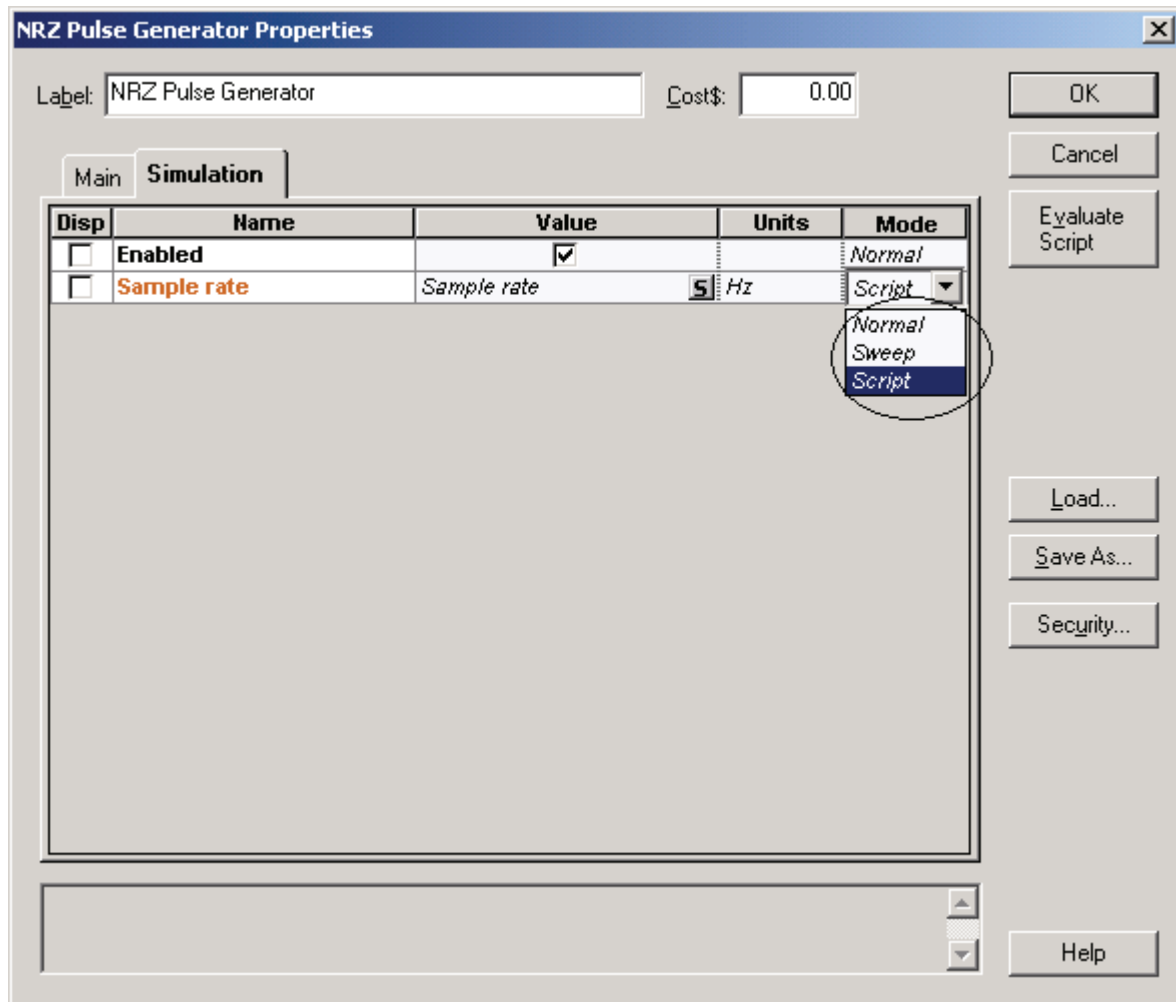 NRZ Pulse Generator Properties
Label: NRZ Pulse Generator Cost$: 0.00
OK
Cancel
Evaluate
Script
Main Simulation
Disp Name Value Units Mode
Enabled Normal
Sample rate Sample rate S Hz Script
Normal
Sweep
Script
Load...
Save As...
Security...
Help